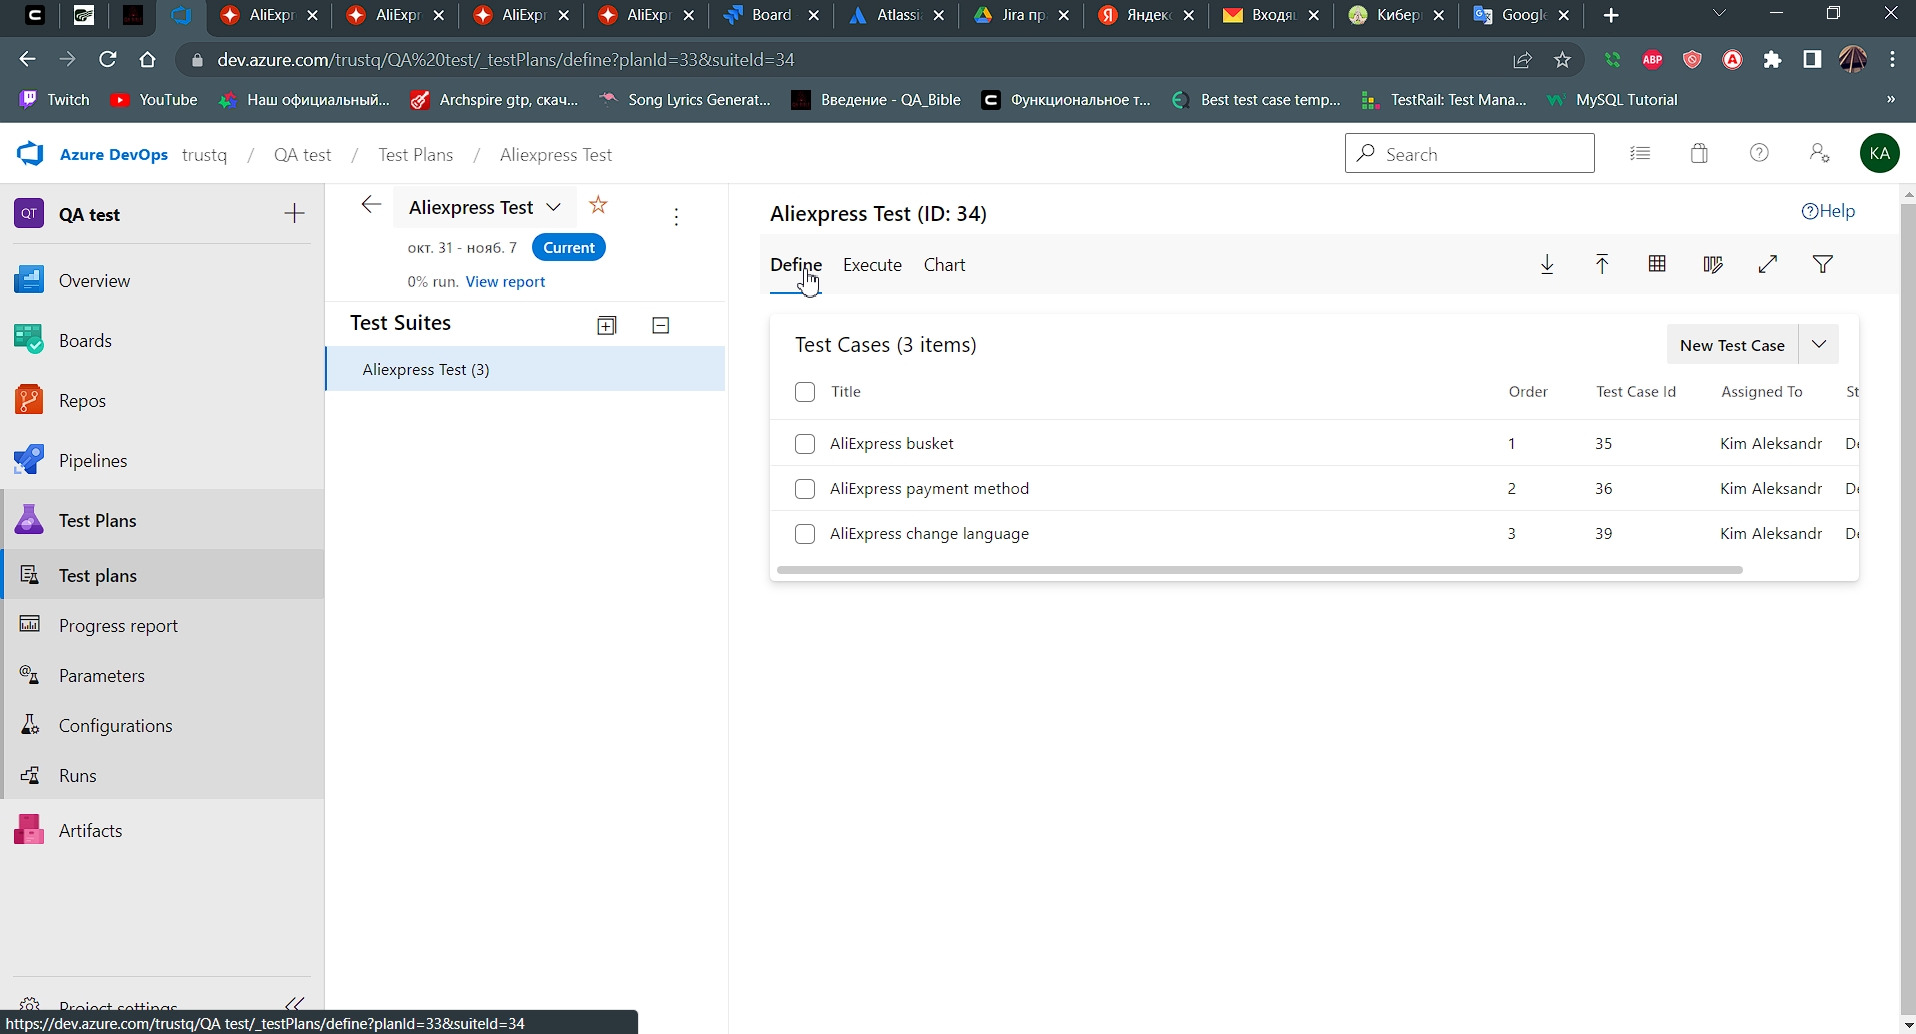 AliExpr AliExpr AliExpr AliExpr Board Atlassi Jira пр Яндекс Входящ Кибер Google
dev.azure.com/trustq/QA%20test/_testPlans/define?planId=33&suiteId=34
ABP
Twitch YouTube Наш официальный... Archspire gtp, скач... Song Lyrics Generat... Введение - QA_Bible Функциональное т... Best test case temp... TestRail: Test Mana... MySQL Tutorial »
Azure DevOps trustq / QA test / Test Plans / Aliexpress Test
Search
KA
QT QA test
Overview
Boards
Repos
Pipelines
Test Plans
Test plans
Progress report
Parameters
Configurations
Runs
Artifacts
Project settings
Aliexpress Test
окт. 31 - нояб. 7 Current
0% run. View report
Test Suites
Aliexpress Test (3)
Aliexpress Test (ID: 34)
Help
Define Execute Chart
Test Cases (3 items)
New Test Case
Title Order Test Case Id Assigned To St
AliExpress busket 1 35 Kim Aleksandr De
AliExpress payment method 2 36 Kim Aleksandr De
AliExpress change language 3 39 Kim Aleksandr De
https://dev.azure.com/trustq/QA test/_testPlans/define?planId=33&suiteId=34